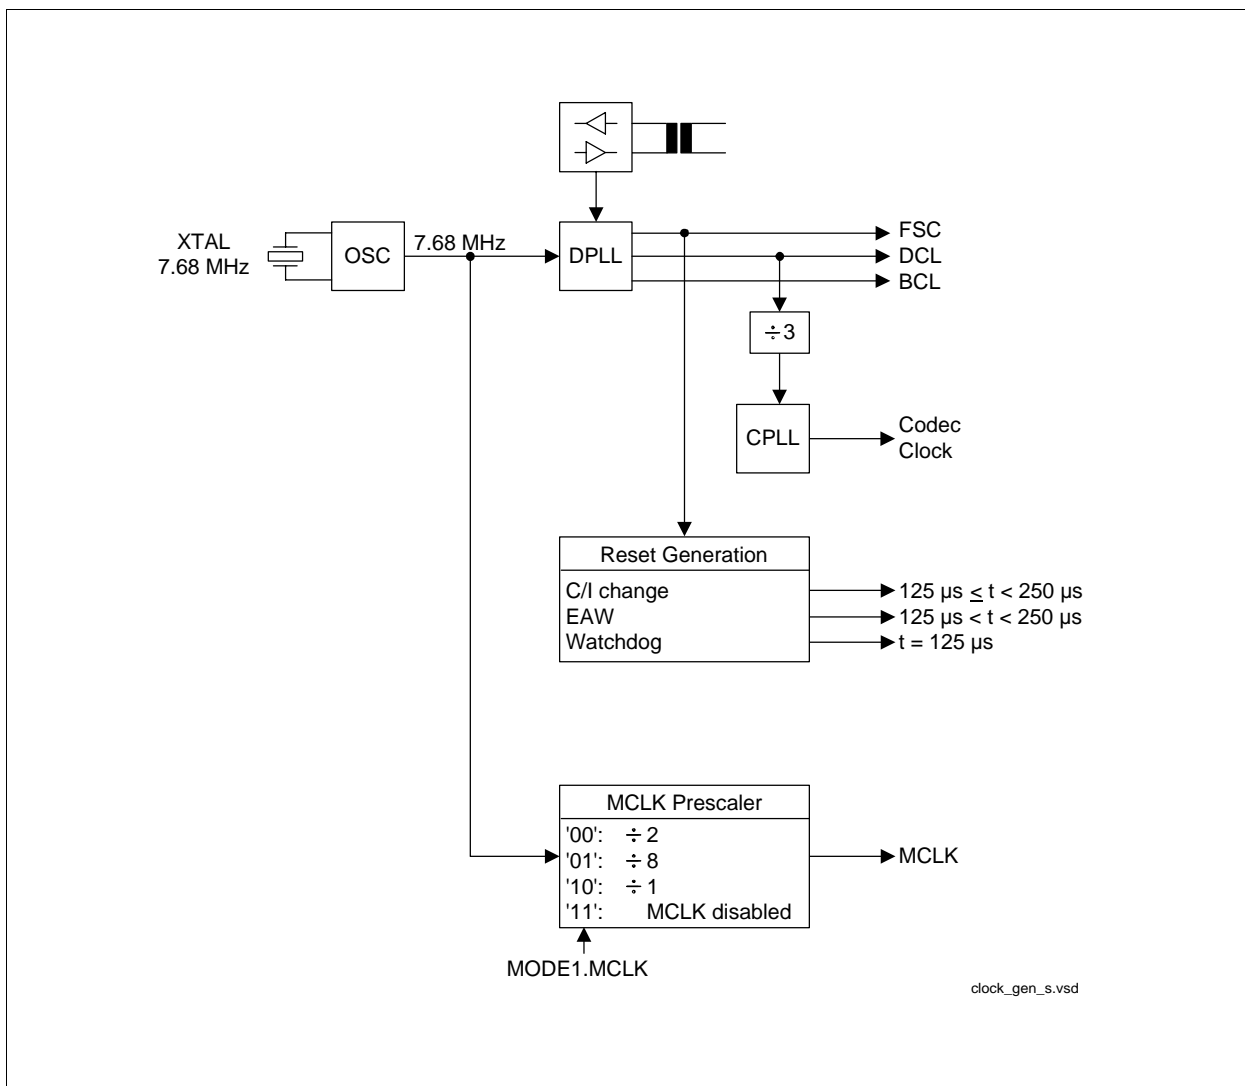 XTAL
7.68 MHz
OSC
7.68 MHz
DPLL
FSC
DCL
BCL
÷3
CPLL
Codec
Clock
Reset Generation
C/I change
125 µs ≤ t < 250 µs
EAW
125 µs < t < 250 µs
Watchdog
t = 125 µs
MCLK Prescaler
'00': ÷2
'01': ÷8
'10': ÷1
'11': MCLK disabled
MCLK
MODE1.MCLK
clock_gen_s.vsd